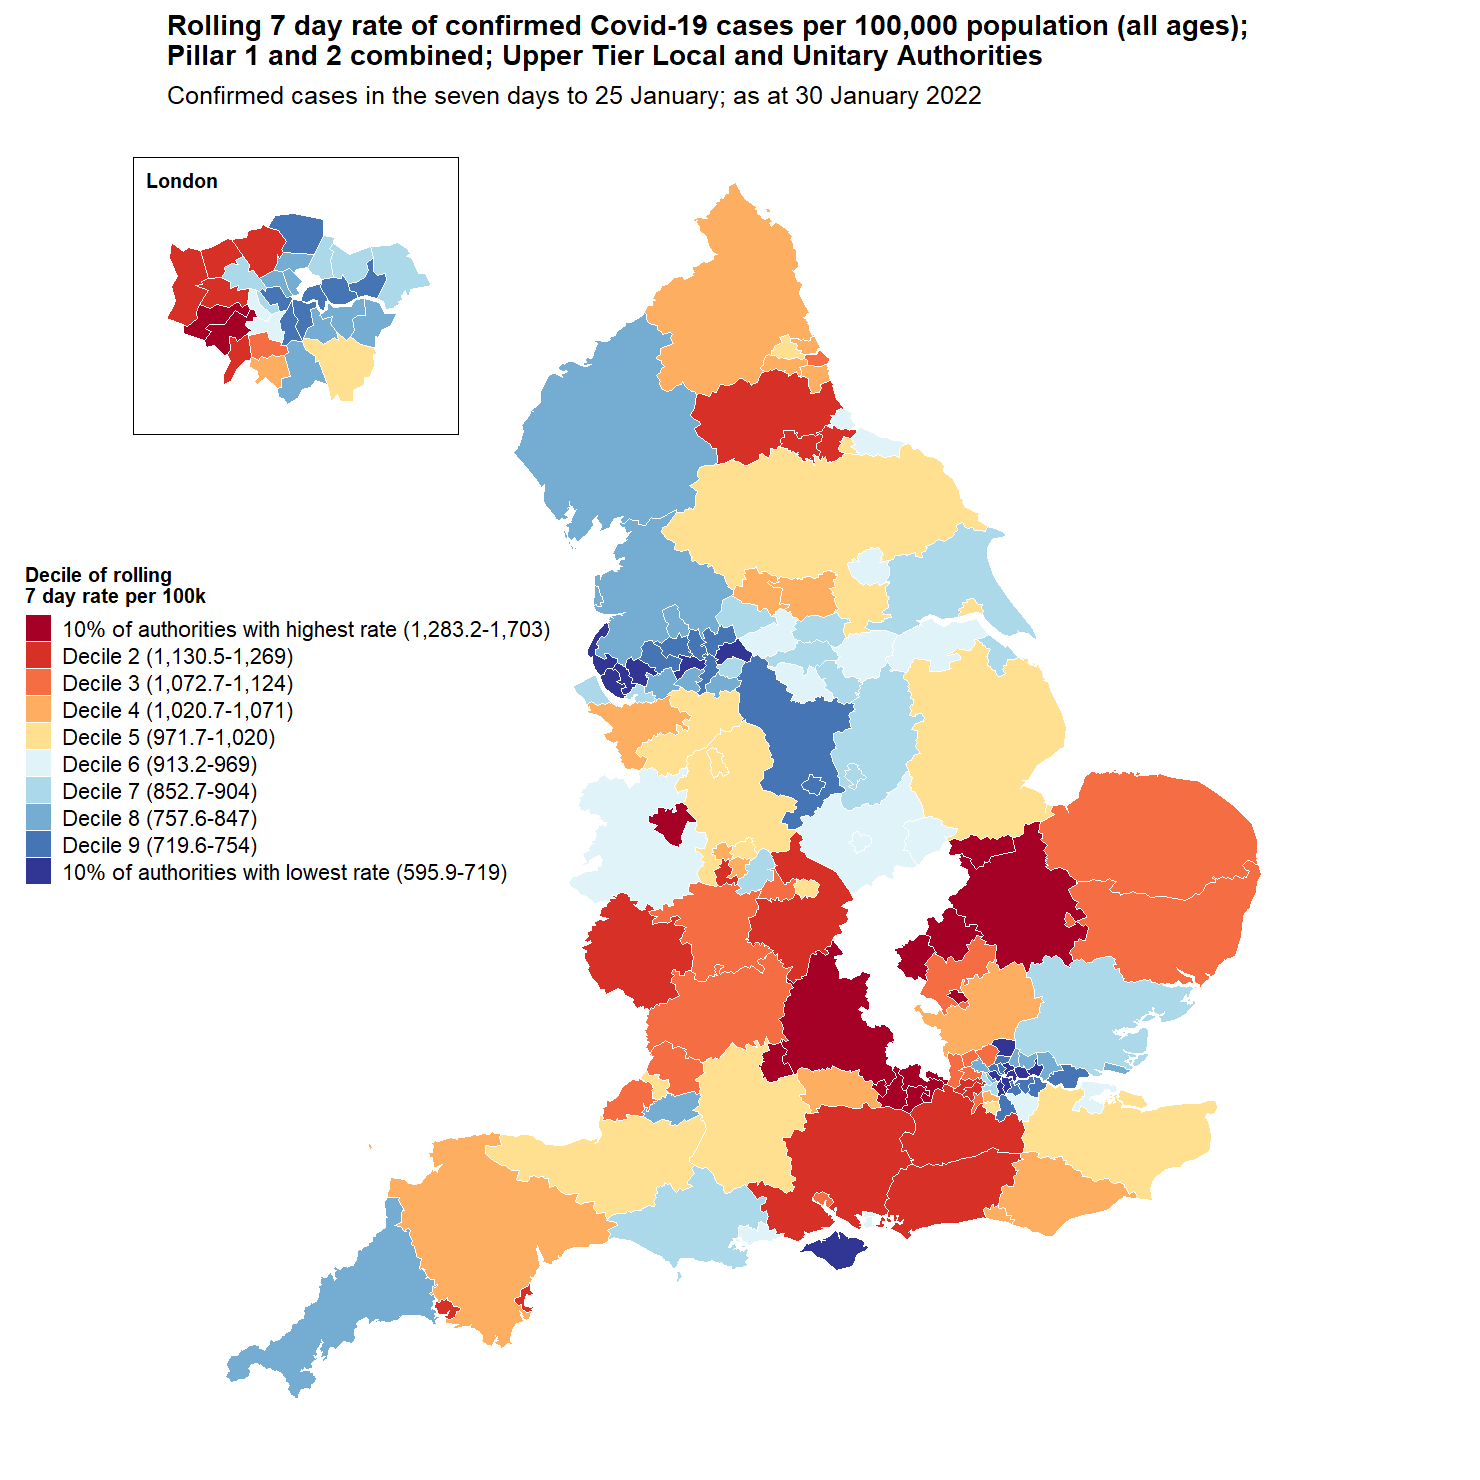 Rolling 7 day rate of confirmed Covid-19 cases per 100,000 population (all ages);
Pillar 1 and 2 combined; Upper Tier Local and Unitary Authorities
Confirmed cases in the seven days to 25 January; as at 30 January 2022
London
Decile of rolling
7 day rate per 100k
10% of authorities with highest rate (1,283.2-1,703)
Decile 2 (1,130.5-1,269)
Decile 3 (1,072.7-1,124)
Decile 4 (1,020.7-1,071)
Decile 5 (971.7-1,020)
Decile 6 (913.2-969)
Decile 7 (852.7-904)
Decile 8 (757.6-847)
Decile 9 (719.6-754)
10% of authorities with lowest rate (595.9-719)